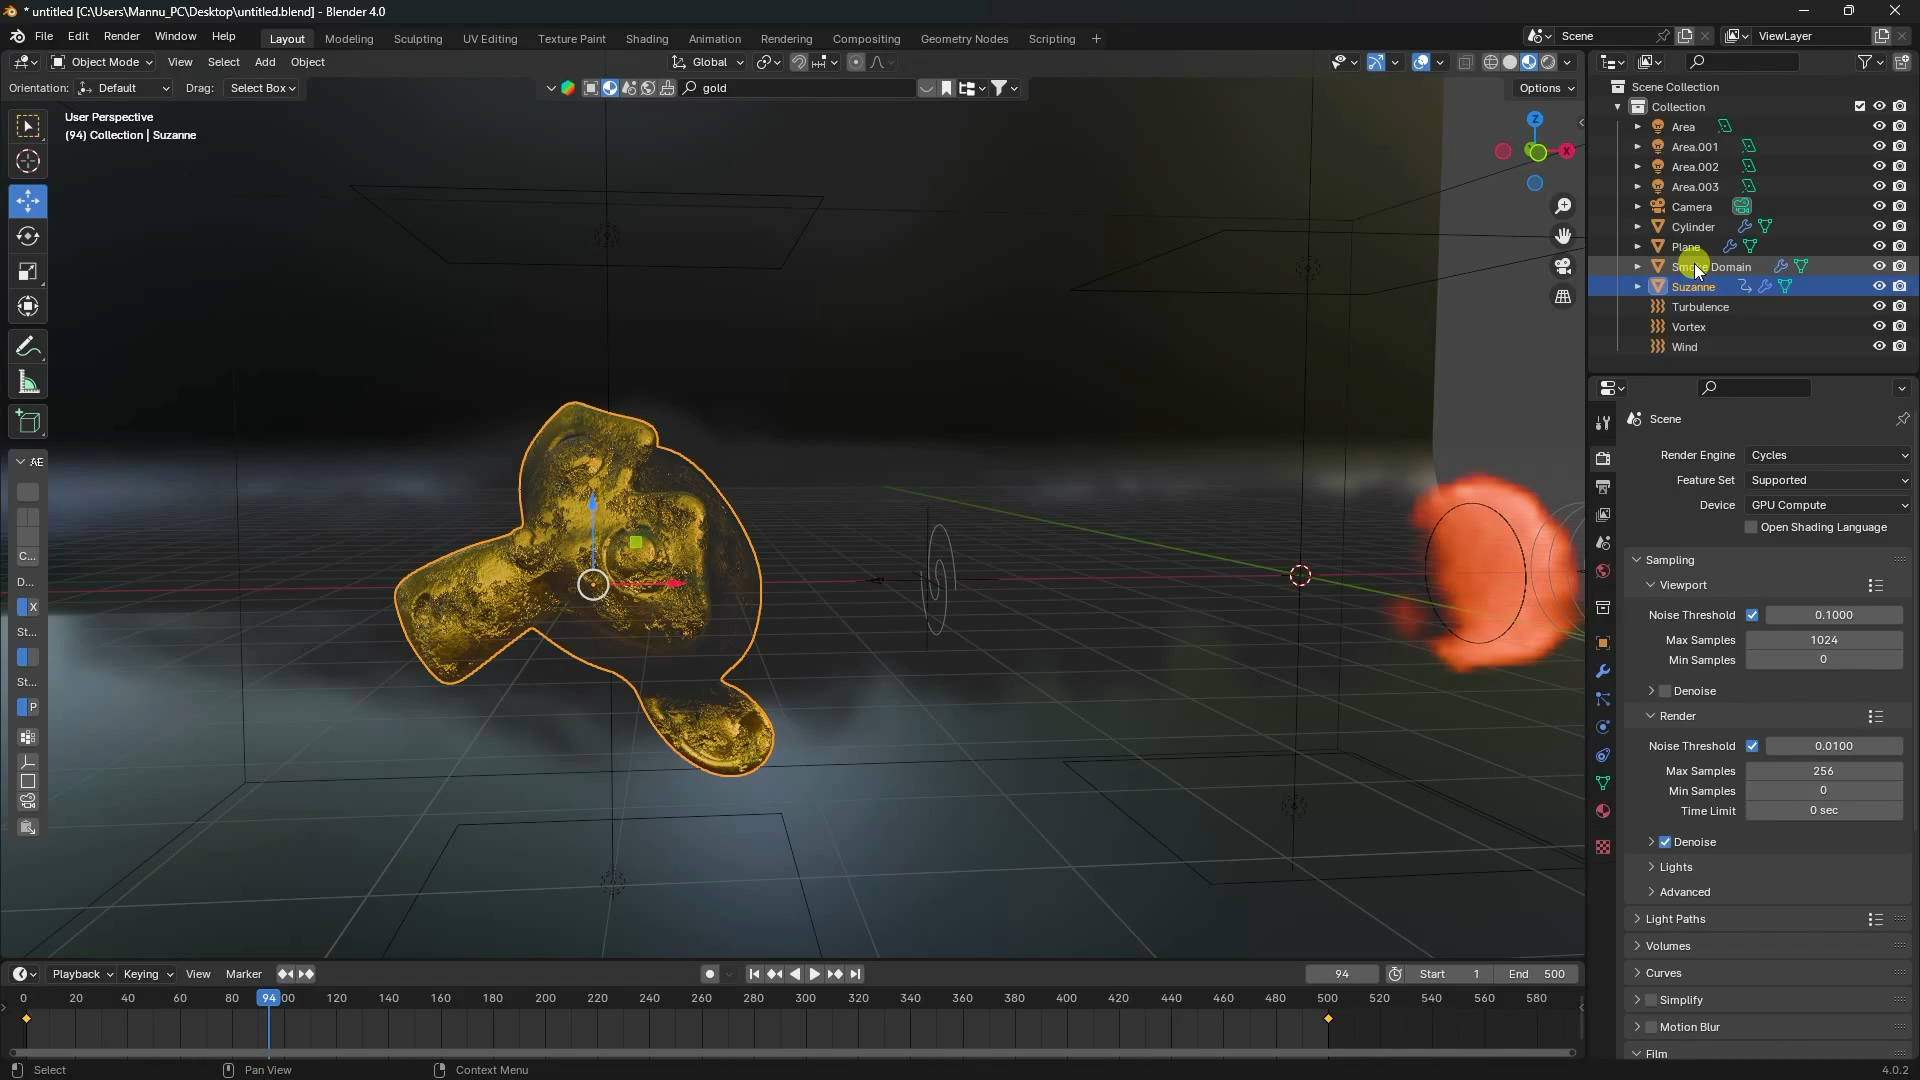 * untitled [C:\Users\Mannu_PC\Desktop\untitled.blend] - Blender 4.0
File Edit Render Window Help
Layout Modeling Sculpting UV Editing Texture Paint Shading Animation Rendering Compositing Geometry Nodes Scripting +
Scene
ViewLayer
Object Mode View Select Add Object
Global
Orientation: Default Drag: Select Box
gold
Options
User Perspective
(94) Collection | Suzanne
Z
X
AE
C...
D...
X
St...
St...
P
Scene Collection
Collection
Area
Area.001
Area.002
Area.003
Camera
Cylinder
Plane
Domain
Suzanne
Turbulence
Vortex
Wind
Scene
Render Engine Cycles
Feature Set Supported
Device GPU Compute
Open Shading Language
Sampling
Viewport
Noise Threshold 0.1000
Max Samples 1024
Min Samples 0
Denoise
Render
Noise Threshold 0.0100
Max Samples 256
Min Samples 0
Time Limit 0 sec
Denoise
Lights
Advanced
Light Paths
Volumes
Curves
Simplify
Motion Blur
Film
Playback Keying View Marker
94 Start 1 End 500
0 20 40 60 80 94 00 120 140 160 180 200 220 240 260 280 300 320 340 360 380 400 420 440 460 480 500 520 540 560 580
Select Pan View Context Menu
4.0.2